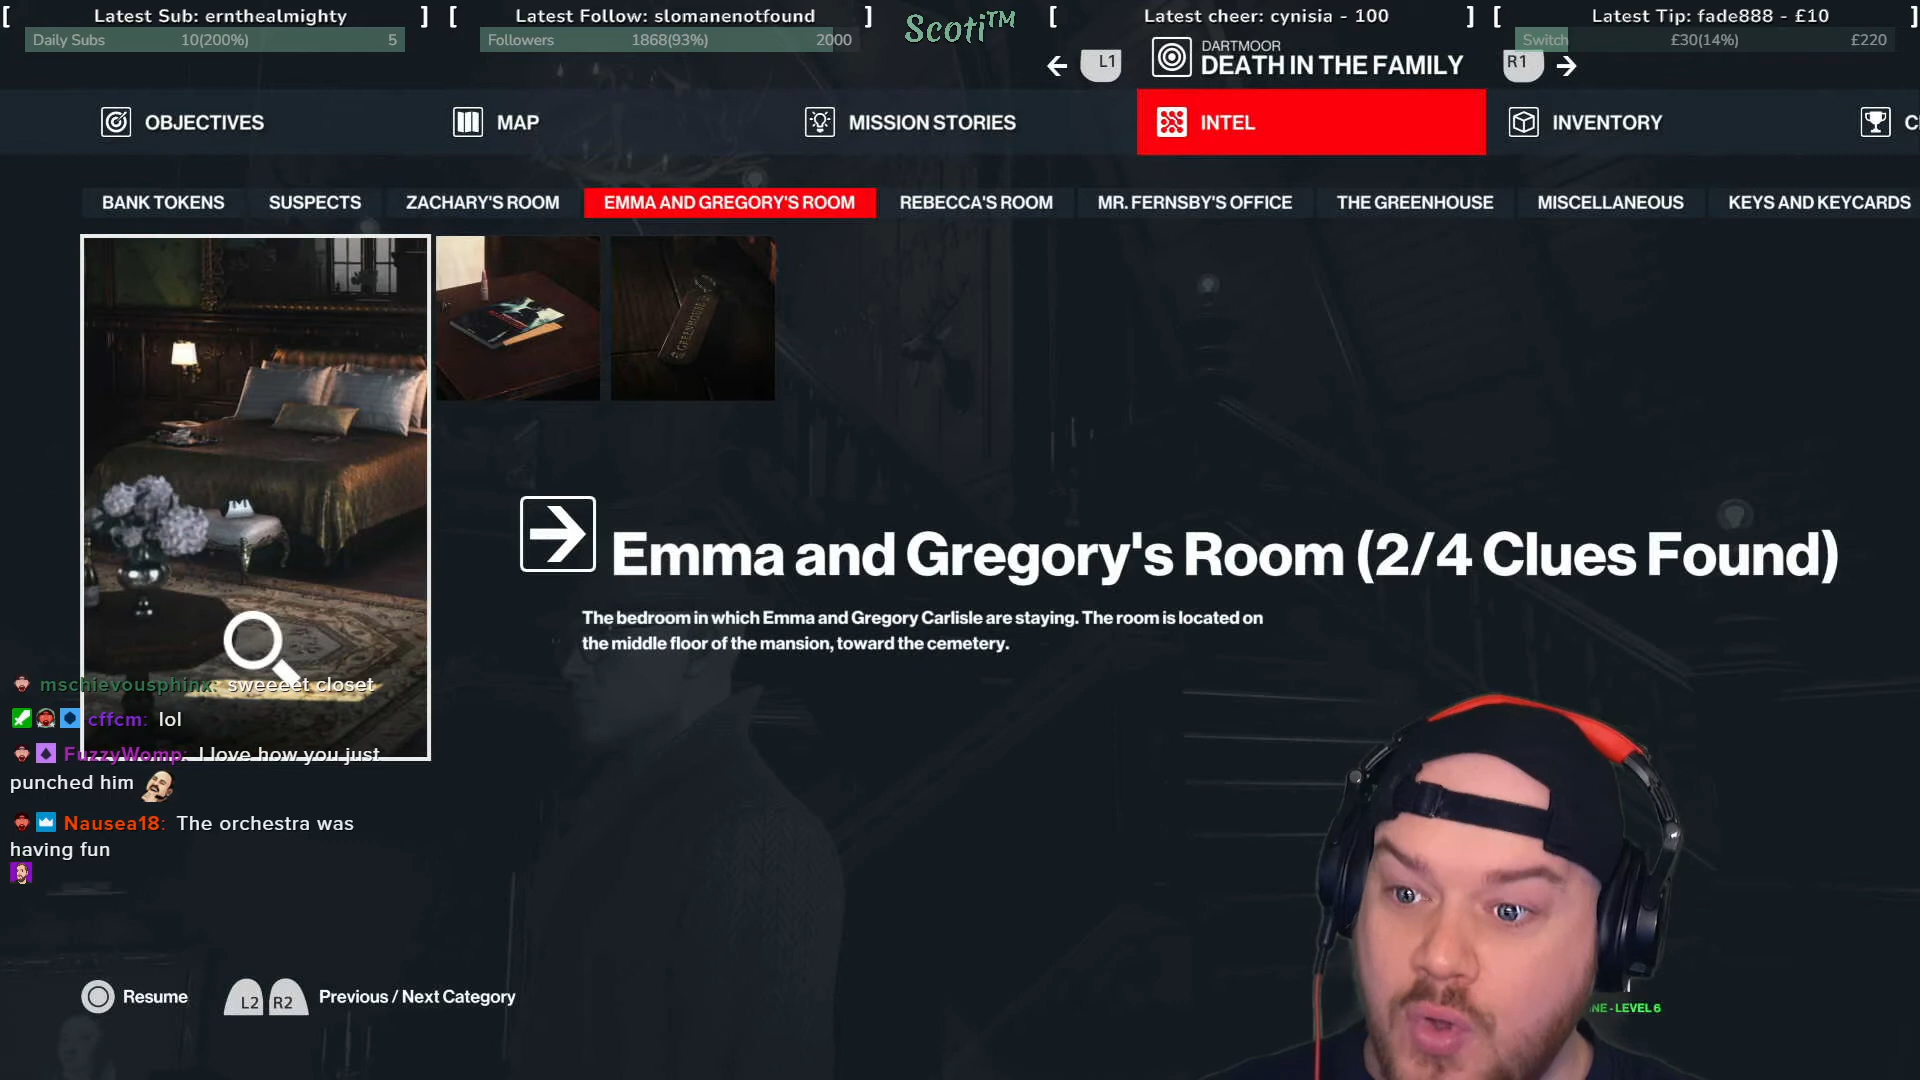 Latest Sub: ernthealmighty
Daily Subs 10(200%) 5
Latest Follow: slomanenotfound
Followers 1868(93%) 2000
Scoti™
Latest cheer: cynisia - 100
Latest Tip: fade888 - £10
Switch £30(14%) £220
L1
DARTMOOR
DEATH IN THE FAMILY
R1
OBJECTIVES
MAP
MISSION STORIES
INTEL
INVENTORY
BANK TOKENS
SUSPECTS
ZACHARY'S ROOM
EMMA AND GREGORY'S ROOM
REBECCA'S ROOM
MR. FERNSBY'S OFFICE
THE GREENHOUSE
MISCELLANEOUS
KEYS AND KEYCARDS
GREENHOUSE
Emma and Gregory's Room (2/4 Clues Found)
The bedroom in which Emma and Gregory Carlisle are staying. The room is located on
the middle floor of the mansion, toward the cemetery.
mschievousphinx: sweeeet closet
cffcm: lol
FuzzyWomp: I love how you just
punched him
Nausea18: The orchestra was
having fun
Resume
L2 R2 Previous / Next Category
- LEVEL 6